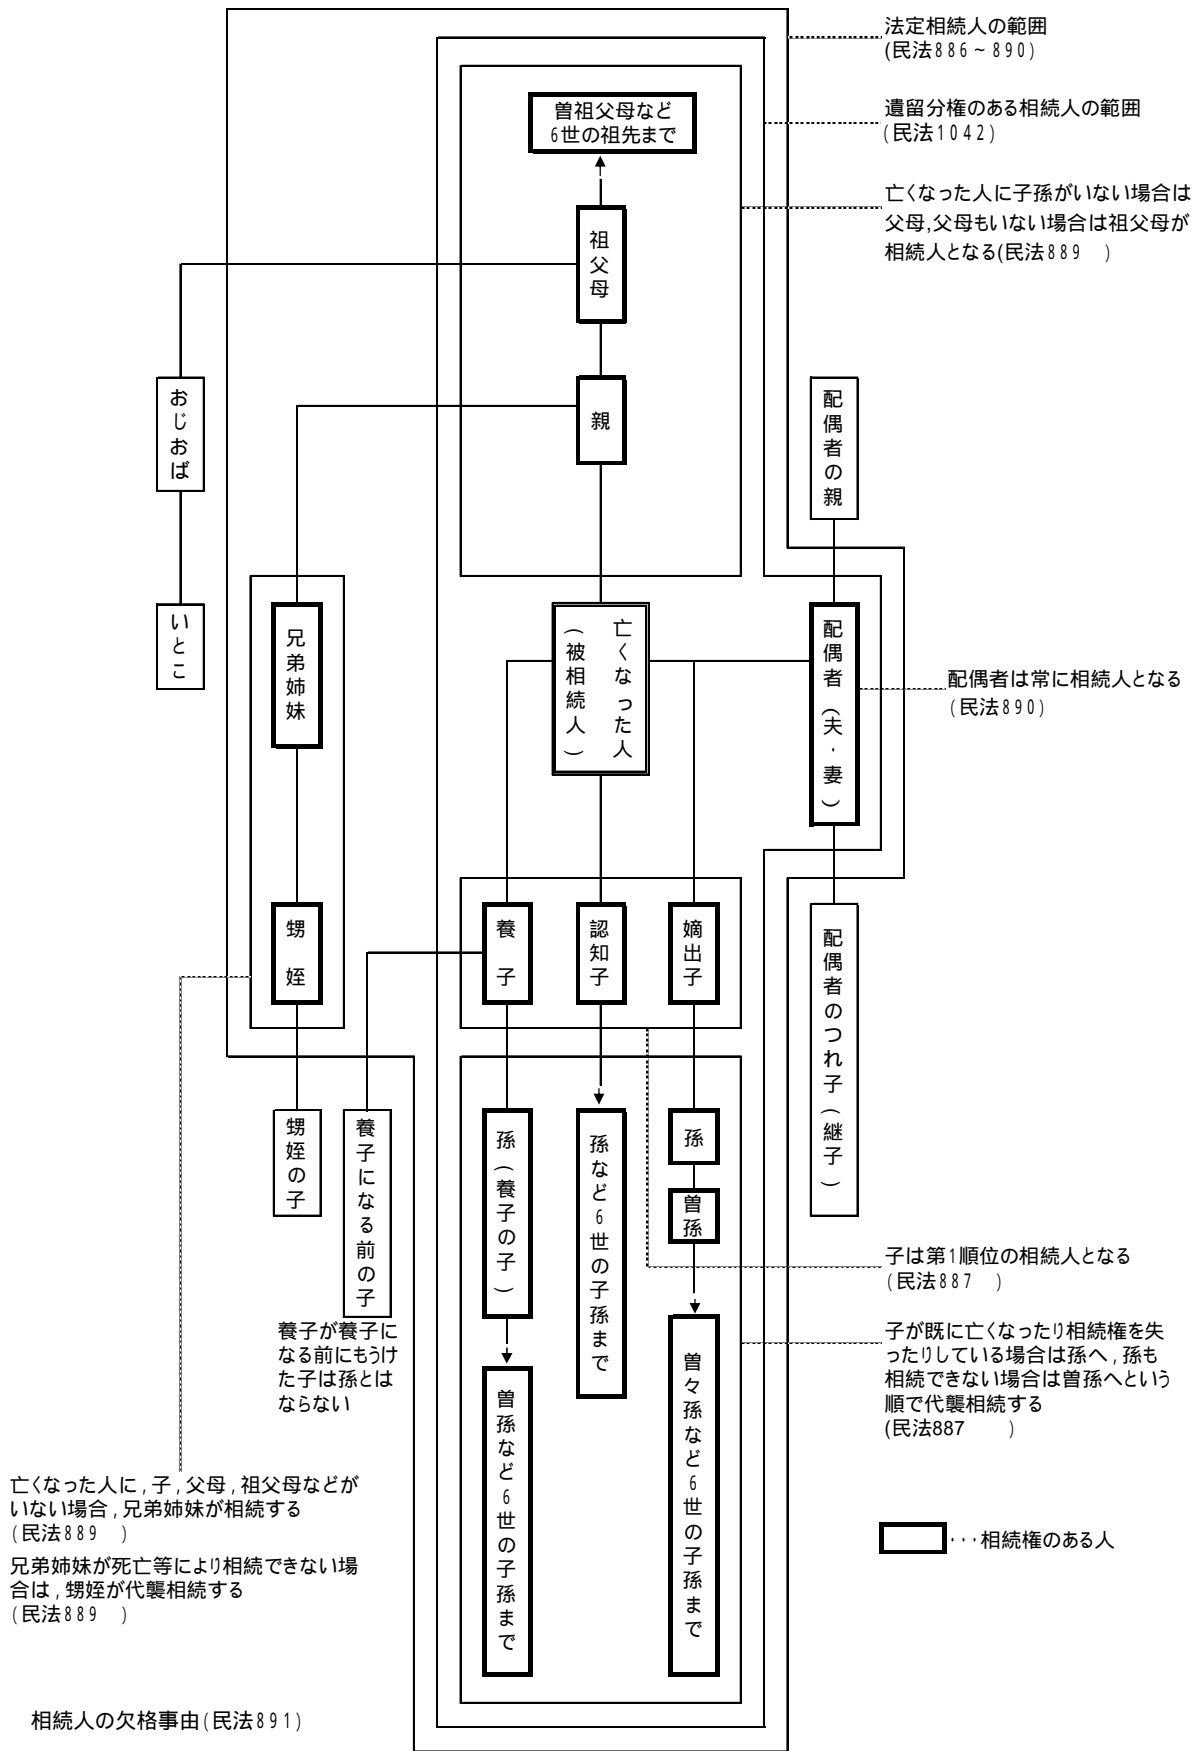 法定相続人の範囲
(民法886~890)
曽祖父母など
6世の祖先まで
遺留分権のある相続人の範囲
(民法1042)
亡くなった人に子孫がいない場合は
父母,父母もいない場合は祖父母が
相続人となる(民法889 )
祖父母
おじおば
親
配偶者の親
いとこ
兄弟姉妹
亡くなった人
(被相続人)
配偶者(夫・妻)
配偶者は常に相続人となる
(民法890)
甥姪
養子
認知子
嫡出子
配偶者のつれ子(継子)
甥姪の子
養子になる前の子
孫(養子の子)
孫など6世の子孫まで
孫
曽孫
子は第1順位の相続人となる
(民法887 )
養子が養子に
なる前にもうけ
た子は孫とは
ならない
曽孫など6世の子孫まで
曽々孫など6世の子孫まで
子が既に亡くなったり相続権を失
ったりしている場合は孫へ,孫も
相続できない場合は曽孫へという
順で代襲相続する
(民法887 )
亡くなった人に,子,父母,祖父母などが
いない場合,兄弟姉妹が相続する
(民法889 )
兄弟姉妹が死亡等により相続できない場
合は,甥姪が代襲相続する
(民法889 )
・・・相続権のある人
相続人の欠格事由(民法891)